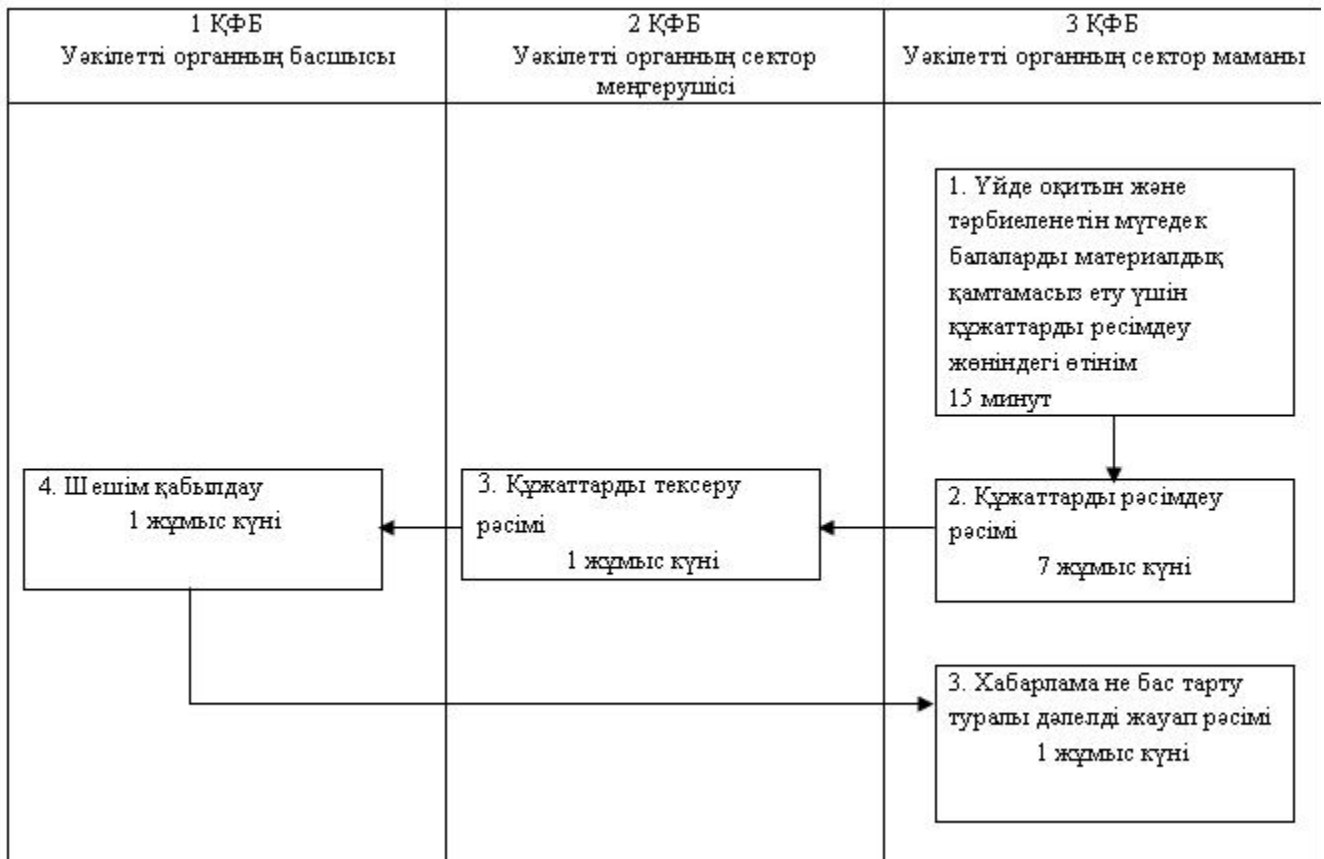 1 ҚФБ
Уәкілетті органның басшысы
2 ҚФБ
Уәкілетті органның сектор
меңгерушісі
3 ҚФБ
Уәкілетті органның сектор маманы
1. Үйде оқитын және
тәрбиеленетін мүгедек
балаларды материалдық
қамтамасыз ету үшін
құжаттарды ресімдеу
жөніндегі өтінім
15 минут
4. Шешім қабылдау
1 жұмыс күні
3. Құжаттарды тексеру
рәсімі
1 жұмыс күні
2. Құжаттарды рәсімдеу
рәсімі
7 жұмыс күні
3. Хабарлама не бас тарту
туралы дәлелді жауап рәсімі
1 жұмыс күні